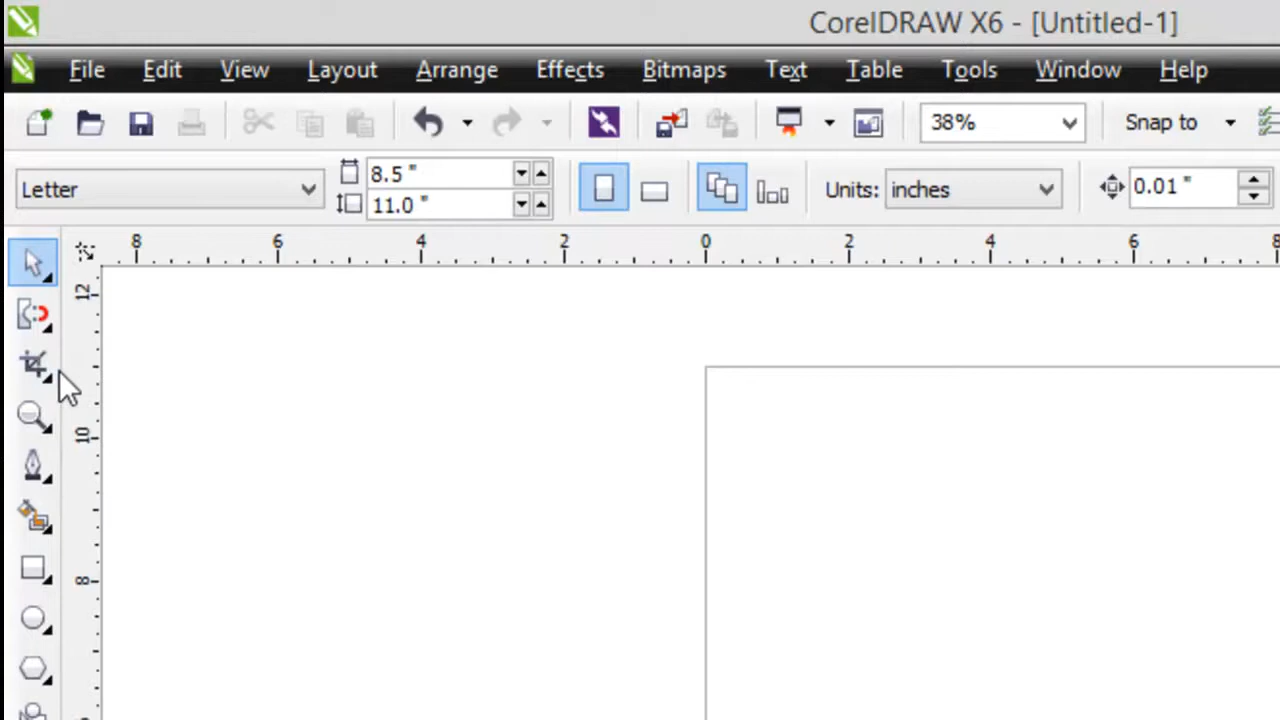 CorelDRAW X6 - [Untitled-1]
File Edit View Layout Arrange Effects Bitmaps Text Table Tools Window Help
38% Snap to
Letter 8.5 " 11.0 " Units: inches 0.01 "
8 6 4 2 0 2 4 6 8
12
10
8